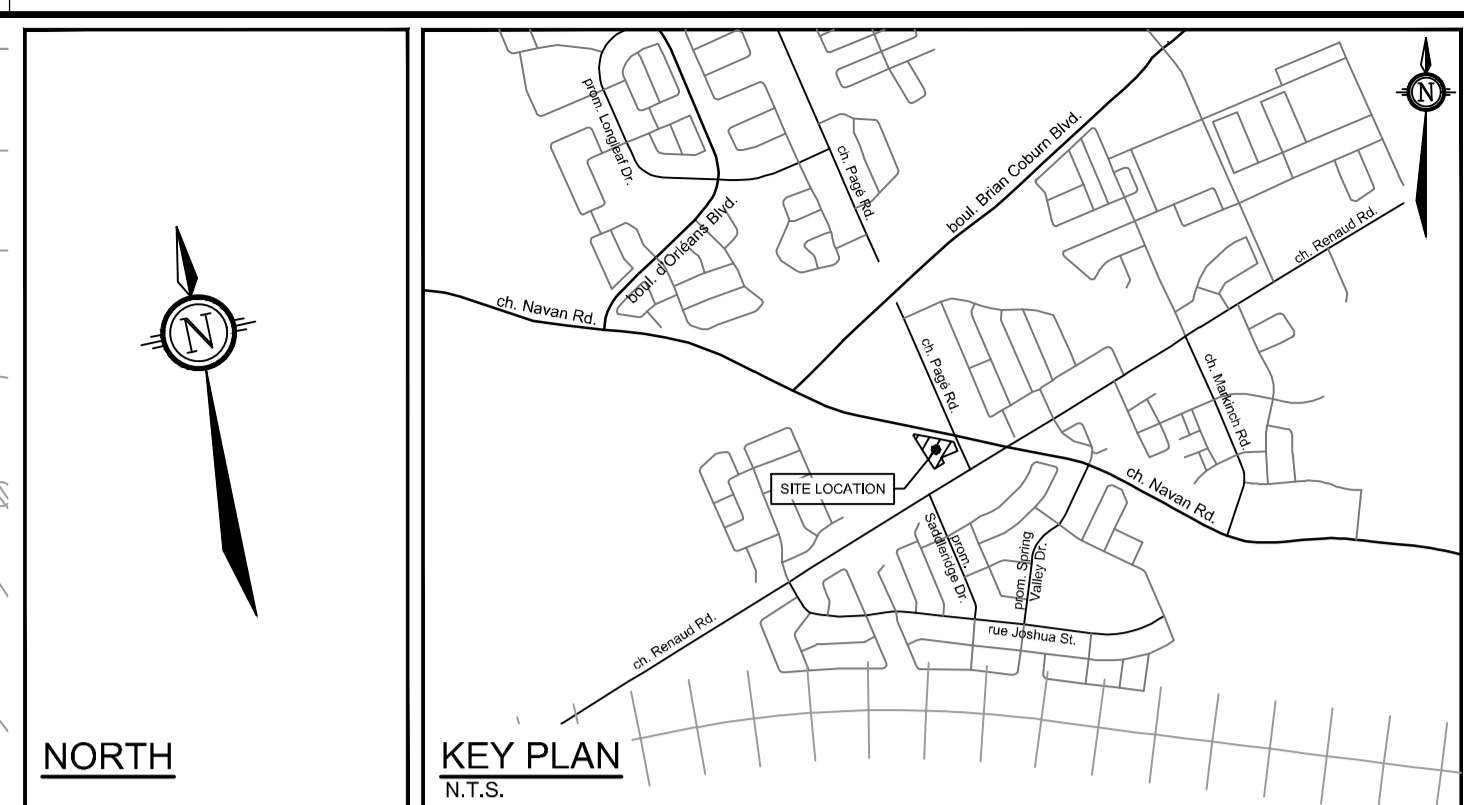 N
NORTH
N
prom. Longleaf Dr.
ch. Pagé Rd.
boul. Brian Coburn Blvd.
boul. d'Orléans Blvd.
ch. Renaud Rd.
ch. Navan Rd.
ch. Pagé Rd.
ch. Markinch Rd.
SITE LOCATION
ch. Navan Rd.
prom.
Saddleridge Dr.
prom. Spring
Valley Dr.
ch. Renaud Rd.
rue Joshua St.
KEY PLAN
N.T.S.